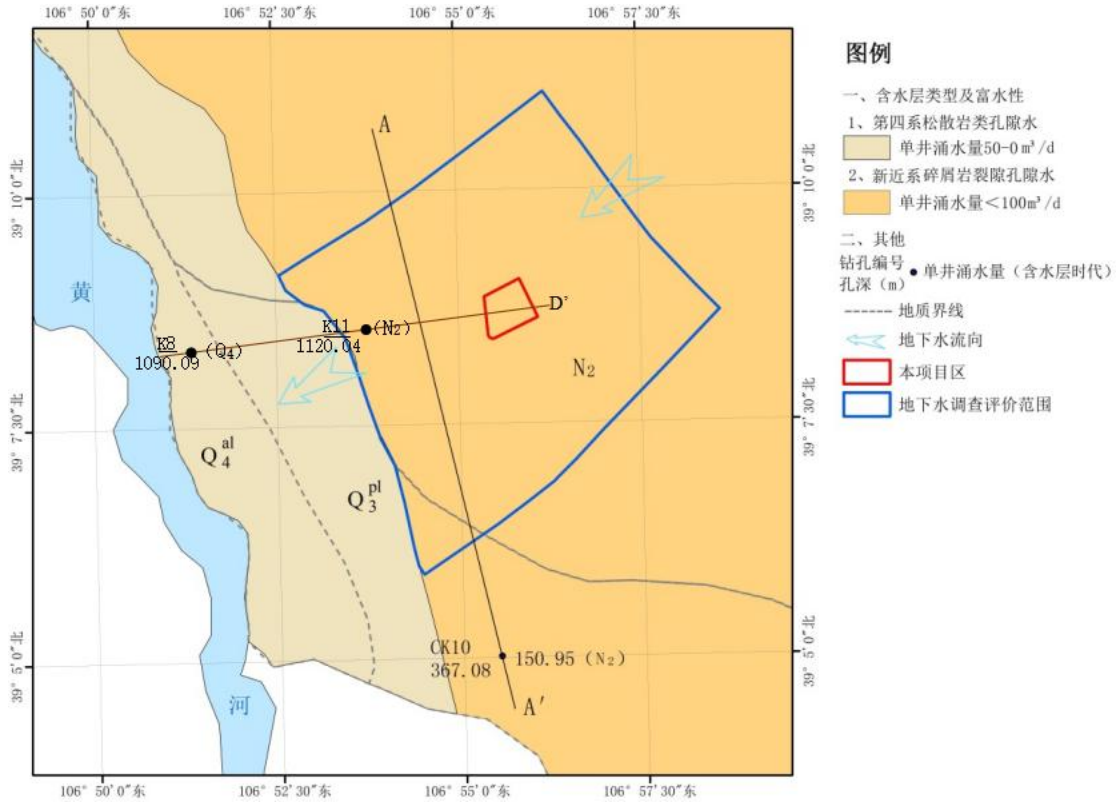 106° 50′ 0″东
106° 52′ 30″东
106° 55′ 0″东
106° 57′ 30″东
39° 10′ 0″北
39° 7′ 30″北
39° 5′ 0″北
A
黄
K8
1090.09
(Q₄)
K11
1120.04
(N₂)
D'
N₂
Q₄ᵃˡ
Q₃ᵖˡ
CK10
367.08
150.95 (N₂)
A′
河
39° 10′ 0″北
39° 7′ 30″北
39° 5′ 0″北
106° 50′ 0″东
106° 52′ 30″东
106° 55′ 0″东
106° 57′ 30″东
图例
一、含水层类型及富水性
1、第四系松散岩类孔隙水
单井涌水量50-0m³/d
2、新近系碎屑岩裂隙孔隙水
单井涌水量<100m³/d
二、其他
钻孔编号
孔深（m）
单井涌水量（含水层时代）
地质界线
地下水流向
本项目区
地下水调查评价范围